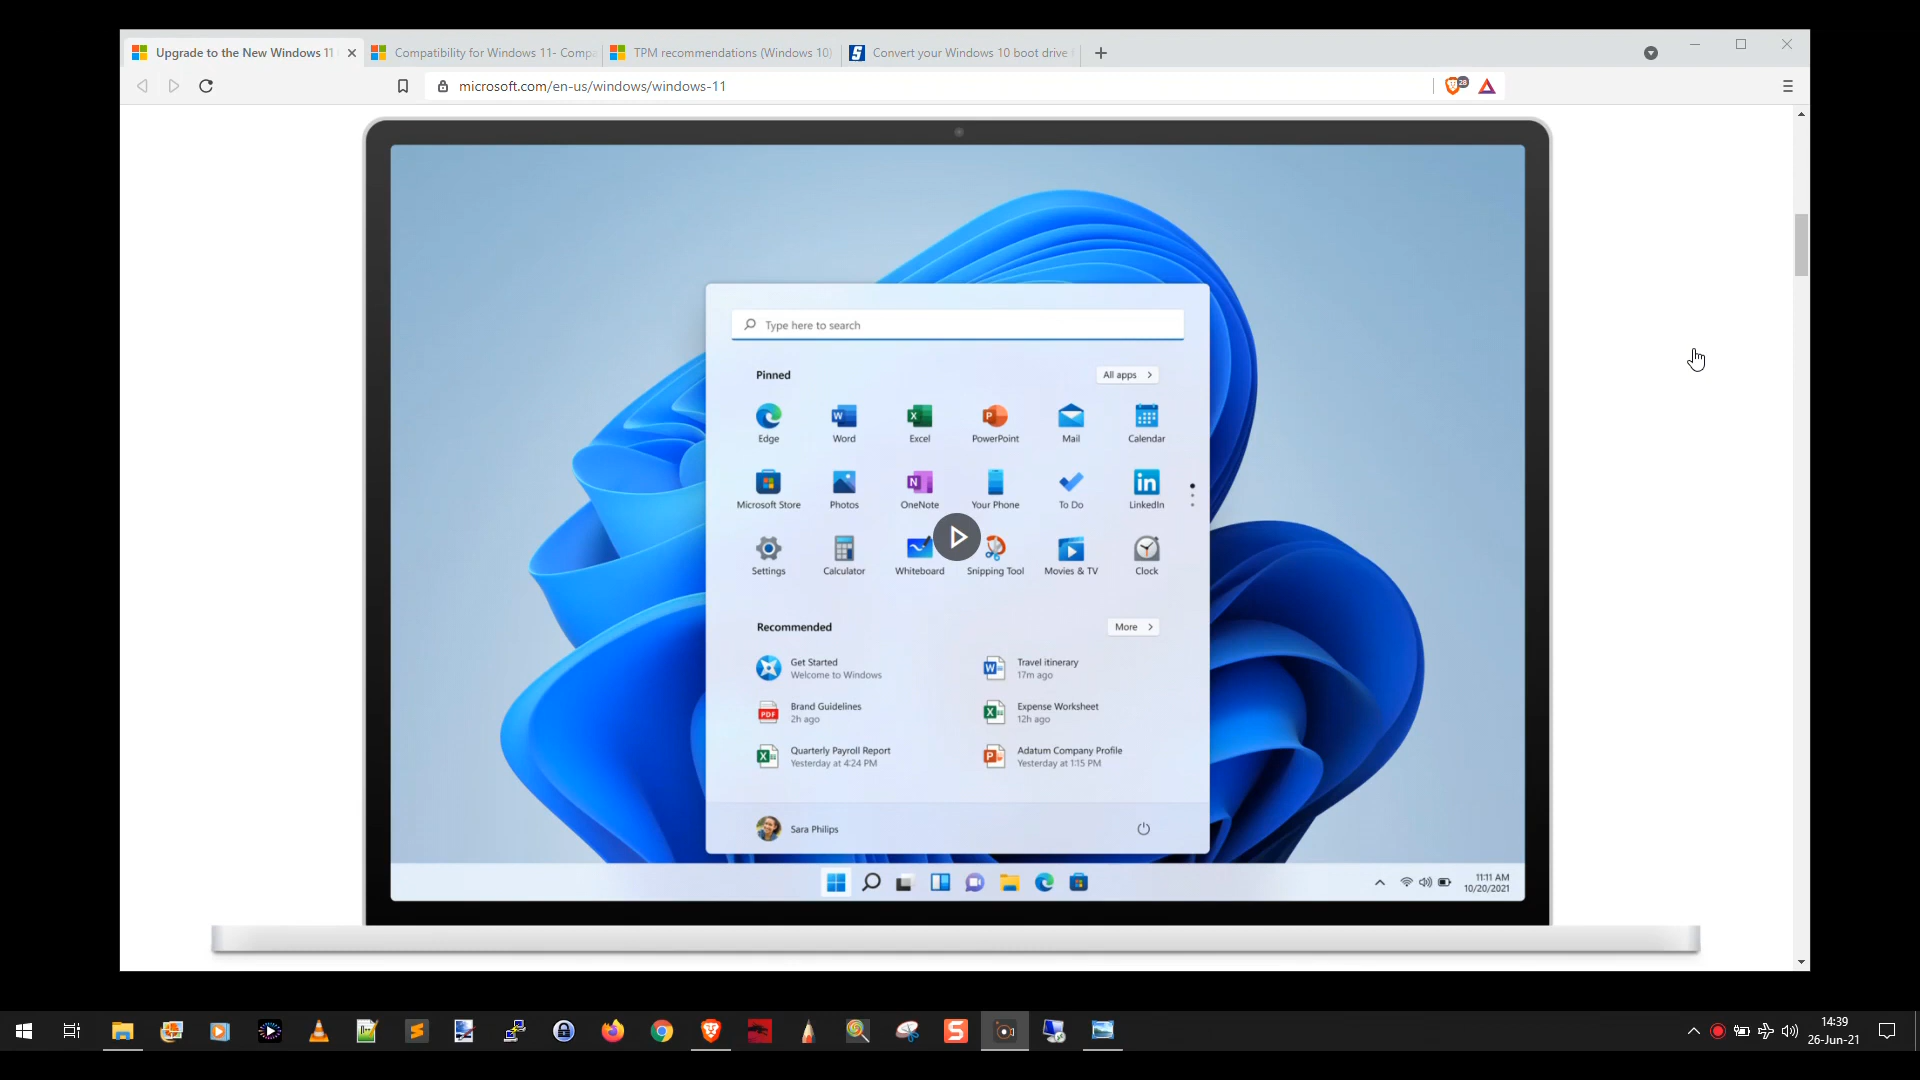 Upgrade to the New Windows 11
Compatibility for Windows 11- Compa
TPM recommendations (Windows 10)
Convert your Windows 10 boot drive
microsoft.com/en-us/windows/windows-11
28
Type here to search
Pinned
All apps
Edge
Word
Excel
PowerPoint
Mail
Calendar
Microsoft Store
Photos
OneNote
Your Phone
To Do
LinkedIn
Settings
Calculator
Whiteboard
Snipping Tool
Movies & TV
Clock
Recommended
More
Get Started
Welcome to Windows
Travel itinerary
17m ago
Brand Guidelines
2h ago
Expense Worksheet
12h ago
Quarterly Payroll Report
Yesterday at 4:24 PM
Adatum Company Profile
Yesterday at 1:15 PM
Sara Philips
11:11 AM
10/20/2021
14:39
26-Jun-21